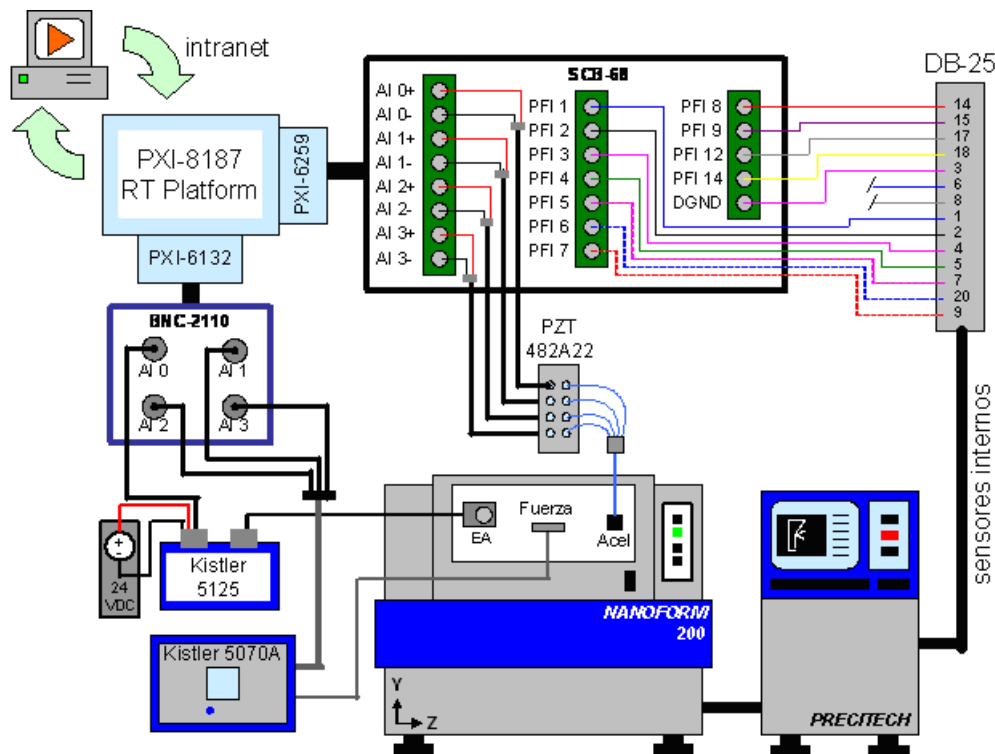 intranet
SCB-68
DB-25
AI 0+
AI 0-
AI 1+
AI 1-
AI 2+
AI 2-
AI 3+
AI 3-
PFI 1
PFI 2
PFI 3
PFI 4
PFI 5
PFI 6
PFI 7
PFI 8
PFI 9
PFI 12
PFI 14
DGND
14
15
17
18
3
6
8
1
2
4
5
7
20
9
PXI-8187
RT Platform
PXI-6259
PXI-6132
BNC-2110
AI 0
AI 1
AI 2
AI 3
PZT
482A22
sensores internos
24
VDC
Kistler
5125
EA
Fuerza
Acel
NANOFORM
200
Kistler 5070A
Y
Z
PRECITECH